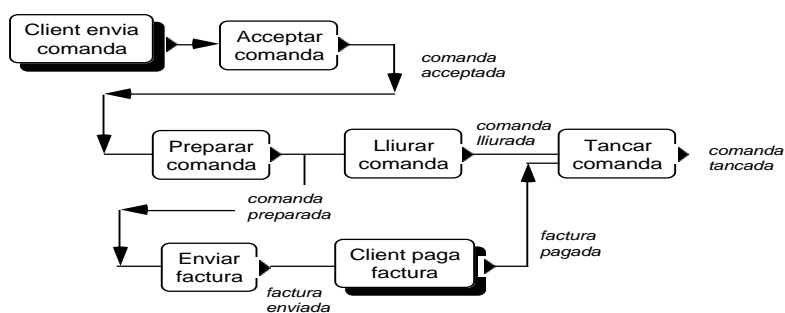 Client envia
comanda
Acceptar
comanda
comanda
acceptada
Preparar
comanda
Lliurar
comanda
comanda
lliurada
Tancar
comanda
comanda
tancada
comanda
preparada
Enviar
factura
factura
enviada
Client paga
factura
factura
pagada